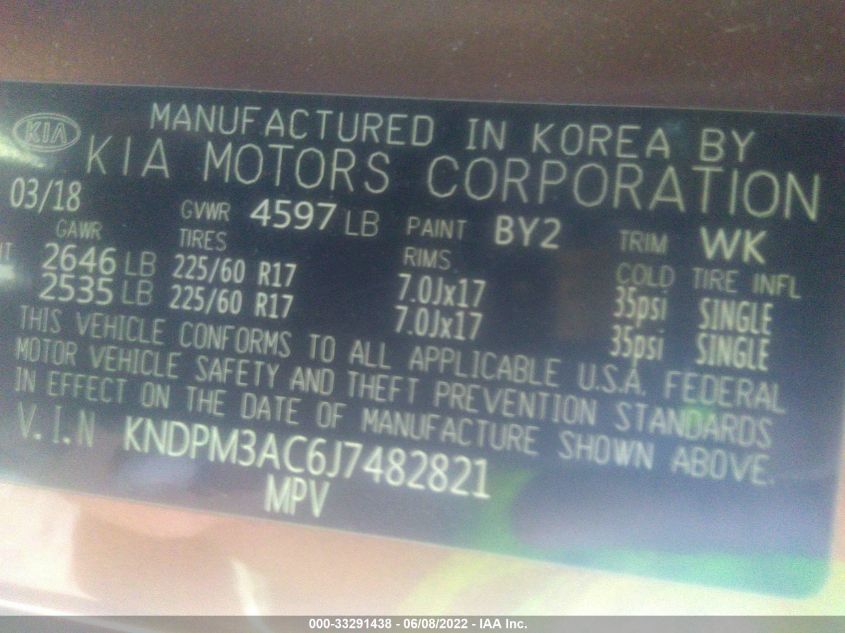 KIA
MANUFACTURED IN KOREA BY
KIA MOTORS CORPORATION
03/18 GVWR 4597 LB PAINT BY2 TRIM WK
GAWR TIRES RIMS COLD TIRE INFL
2646 LB 225/60 R17 7.0Jx17 35psi SINGLE
2535 LB 225/60 R17 7.0Jx17 35psi SINGLE
THIS VEHICLE CONFORMS TO ALL APPLICABLE U.S.A. FEDERAL
MOTOR VEHICLE SAFETY AND THEFT PREVENTION STANDARDS
IN EFFECT ON THE DATE OF MANUFACTURE SHOWN ABOVE.
V.I.N KNDPM3AC6J7482821
MPV
000-33291438 - 06/08/2022 - IAA Inc.